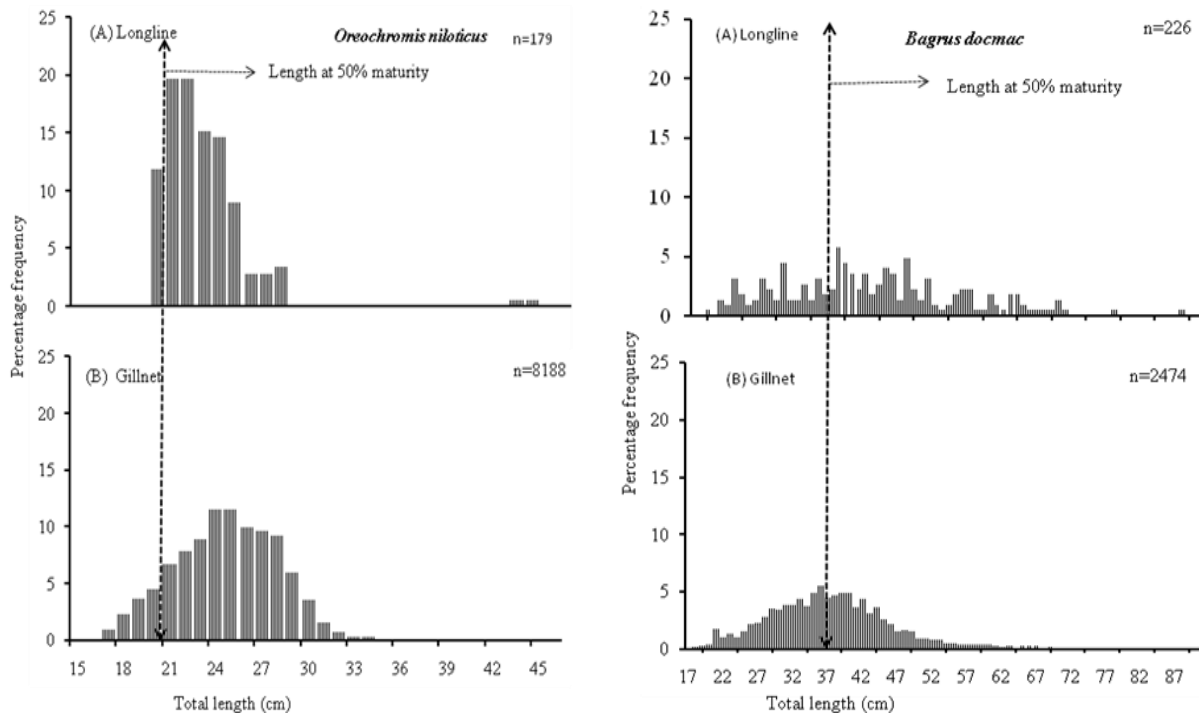 (A) Longline
Oreochromis niloticus
n=179
Length at 50% maturity
25
20
15
10
5
0
(B) Gillnet
n=8188
25
20
15
10
5
0
15 18 21 24 27 30 33 36 39 42 45
Percentage frequency
Total length (cm)
(A) Longline
Bagrus docmac
n=226
Length at 50% maturity
25
20
15
10
5
0
(B) Gillnet
n=2474
25
20
15
10
5
0
17 22 27 32 37 42 47 52 57 62 67 72 77 82 87
Percentage frequency
Total length (cm)